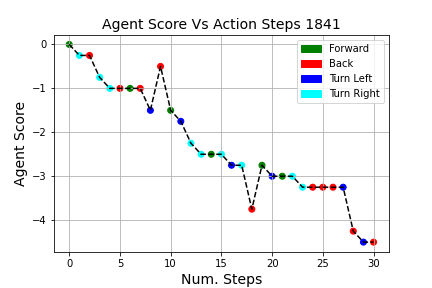 Agent Score Vs Action Steps 1841
Forward
Back
Turn Left
Turn Right
Agent Score
0
−1
−2
−3
−4
0 5 10 15 20 25 30
Num. Steps